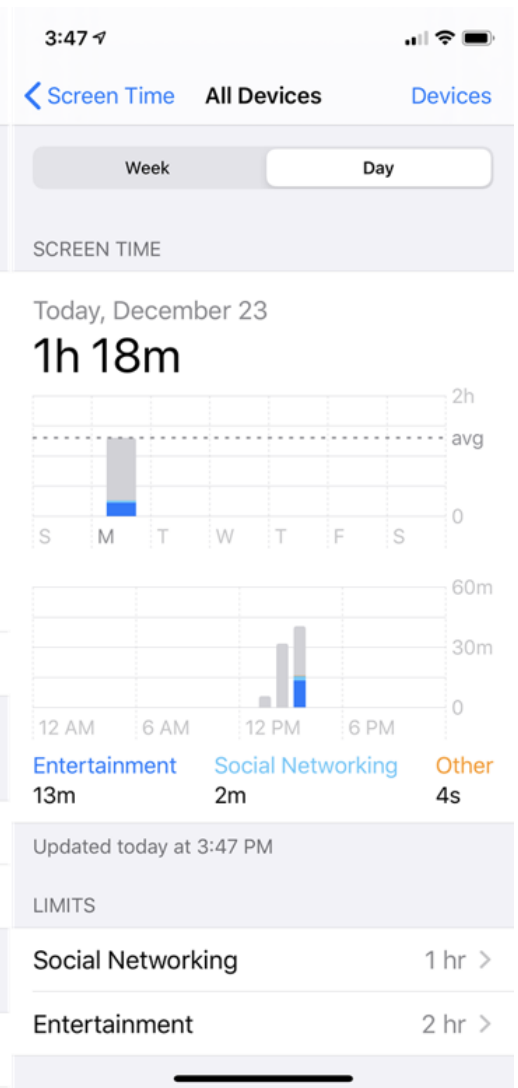 3:47
Screen Time All Devices Devices
Week Day
SCREEN TIME
Today, December 23
1h 18m
2h
avg
0
S M T W T F S
60m
30m
0
12 AM 6 AM 12 PM 6 PM
Entertainment Social Networking Other
13m 2m 4s
Updated today at 3:47 PM
LIMITS
Social Networking 1 hr
Entertainment 2 hr